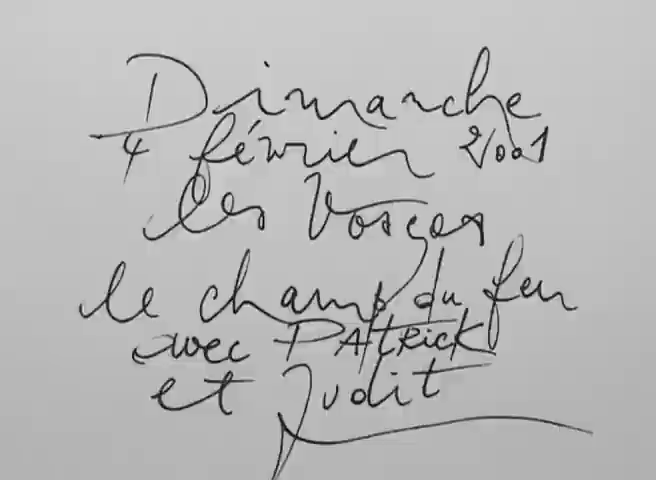 Dimanche
4 février 2001
les Vosges
le champ du feu
avec PAtRicK
et Judit